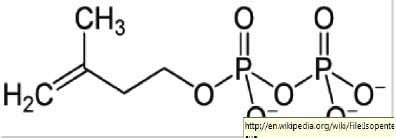 CH3
O O
H2C O P O P O−
O− O
http://en.wikipedia.org/wiki/File:Isopente